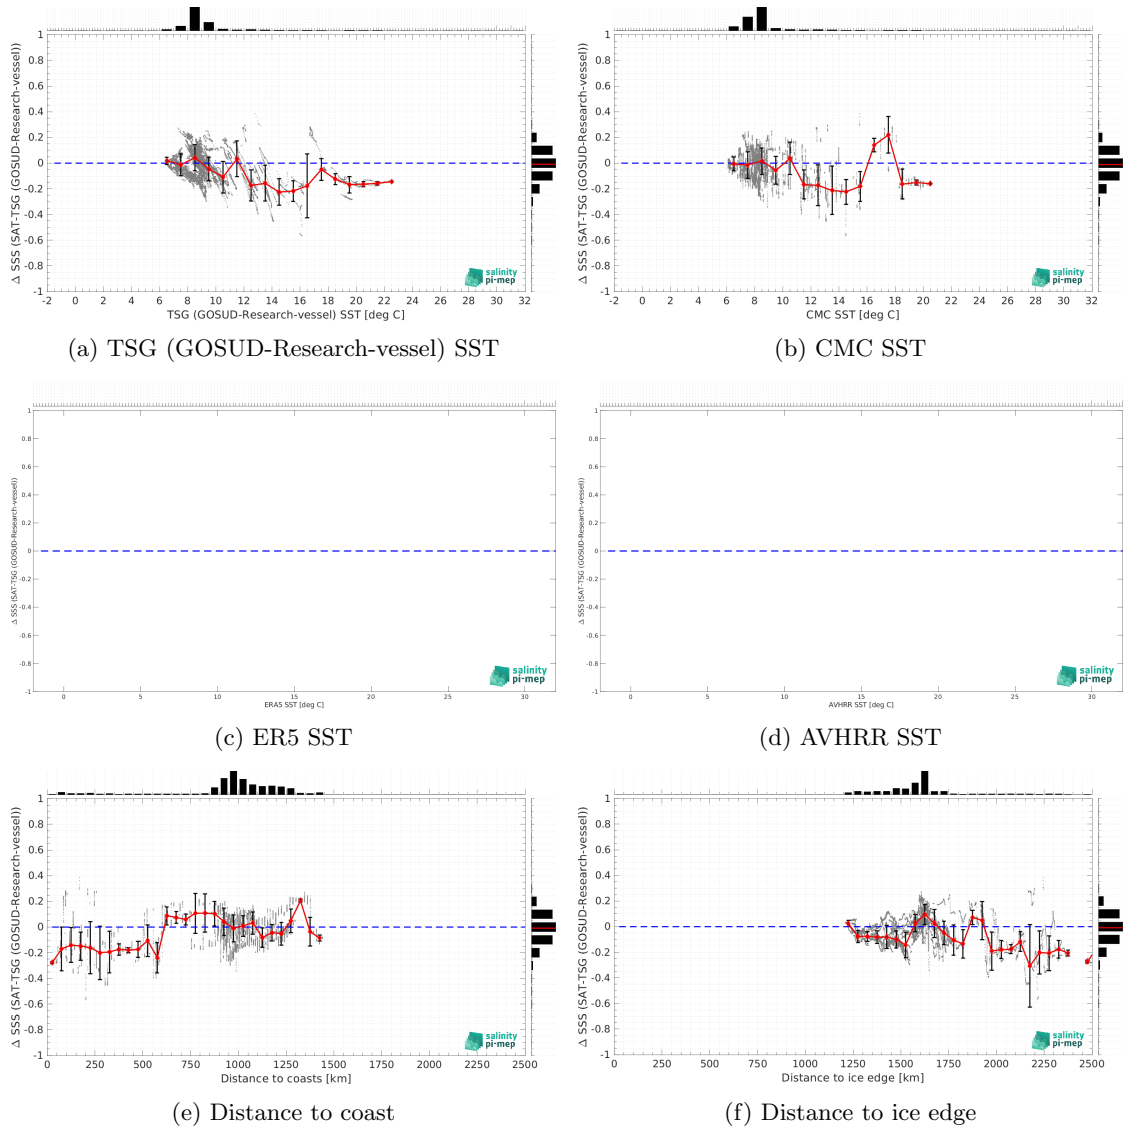 1
0.8
0.6
0.4
0.2
0
-0.2
-0.4
-0.6
-0.8
-1
Δ SSS (SAT-TSG (GOSUD-Research-vessel))
salinity
pi-mep
-2 0 2 4 6 8 10 12 14 16 18 20 22 24 26 28 30 32
TSG (GOSUD-Research-vessel) SST [deg C]
(a) TSG (GOSUD-Research-vessel) SST
1
0.8
0.6
0.4
0.2
0
-0.2
-0.4
-0.6
-0.8
-1
Δ SSS (SAT-TSG (GOSUD-Research-vessel))
salinity
pi-mep
-2 0 2 4 6 8 10 12 14 16 18 20 22 24 26 28 30 32
CMC SST [deg C]
(b) CMC SST
1
0.8
0.6
0.4
0.2
0
-0.2
-0.4
-0.6
-0.8
-1
Δ SSS (SAT-TSG (GOSUD-Research-vessel))
salinity
pi-mep
0 5 10 15 20 25 30
ERA5 SST [deg C]
(c) ER5 SST
1
0.8
0.6
0.4
0.2
0
-0.2
-0.4
-0.6
-0.8
-1
Δ SSS (SAT-TSG (GOSUD-Research-vessel))
salinity
pi-mep
0 5 10 15 20 25 30
AVHRR SST [deg C]
(d) AVHRR SST
1
0.8
0.6
0.4
0.2
0
-0.2
-0.4
-0.6
-0.8
-1
Δ SSS (SAT-TSG (GOSUD-Research-vessel))
salinity
pi-mep
0 250 500 750 1000 1250 1500 1750 2000 2250 2500
Distance to coasts [km]
(e) Distance to coast
1
0.8
0.6
0.4
0.2
0
-0.2
-0.4
-0.6
-0.8
-1
Δ SSS (SAT-TSG (GOSUD-Research-vessel))
salinity
pi-mep
0 250 500 750 1000 1250 1500 1750 2000 2250 2500
Distance to ice edge [km]
(f) Distance to ice edge